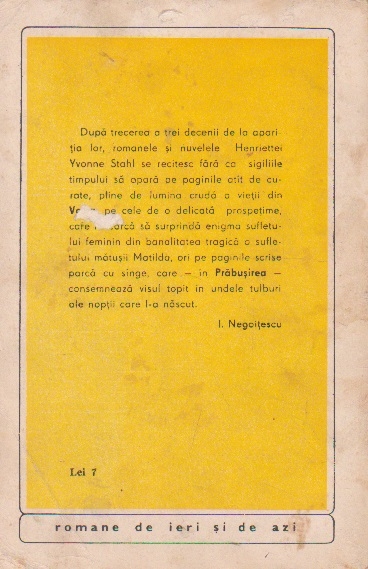 După trecerea a trei decenii de la apari-
ția lor, romanele și nuvelele Henriettei
Yvonne Stahl se recitesc fără ca sigiliile
timpului să apară pe paginile atît de cu-
rate, pline de lumina crudă a vieții din
pe cele de o delicată prospețime,
care să surprindă enigma sufletu-
lui feminin din banalitatea tragică a sufle-
tului mătușii Matilda, ori pe paginile scrise
parcă cu sînge, care — în Prăbușirea —
consemnează visul topit în undele tulburi
ale nopții care l-a născut.
I. Negoițescu
Lei 7
romane de ieri și de azi